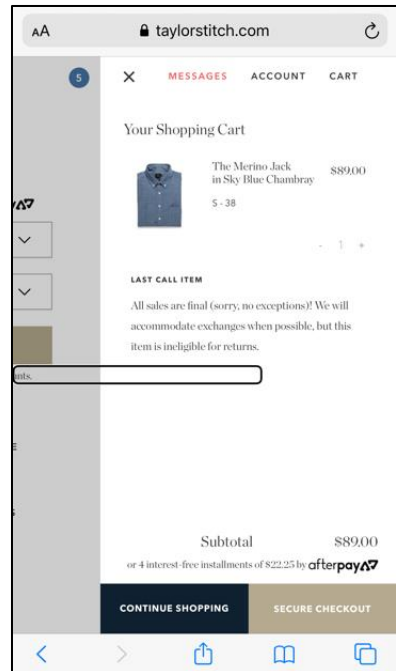 AA taylorstitch.com
5 MESSAGES ACCOUNT CART
Your Shopping Cart
The Merino Jack
in Sky Blue Chambray
$89.00
S - 38
- 1 +
LAST CALL ITEM
All sales are final (sorry, no exceptions)! We will
accommodate exchanges when possible, but this
item is ineligible for returns.
Subtotal $89.00
or 4 interest-free installments of $22.25 by afterpay
CONTINUE SHOPPING SECURE CHECKOUT